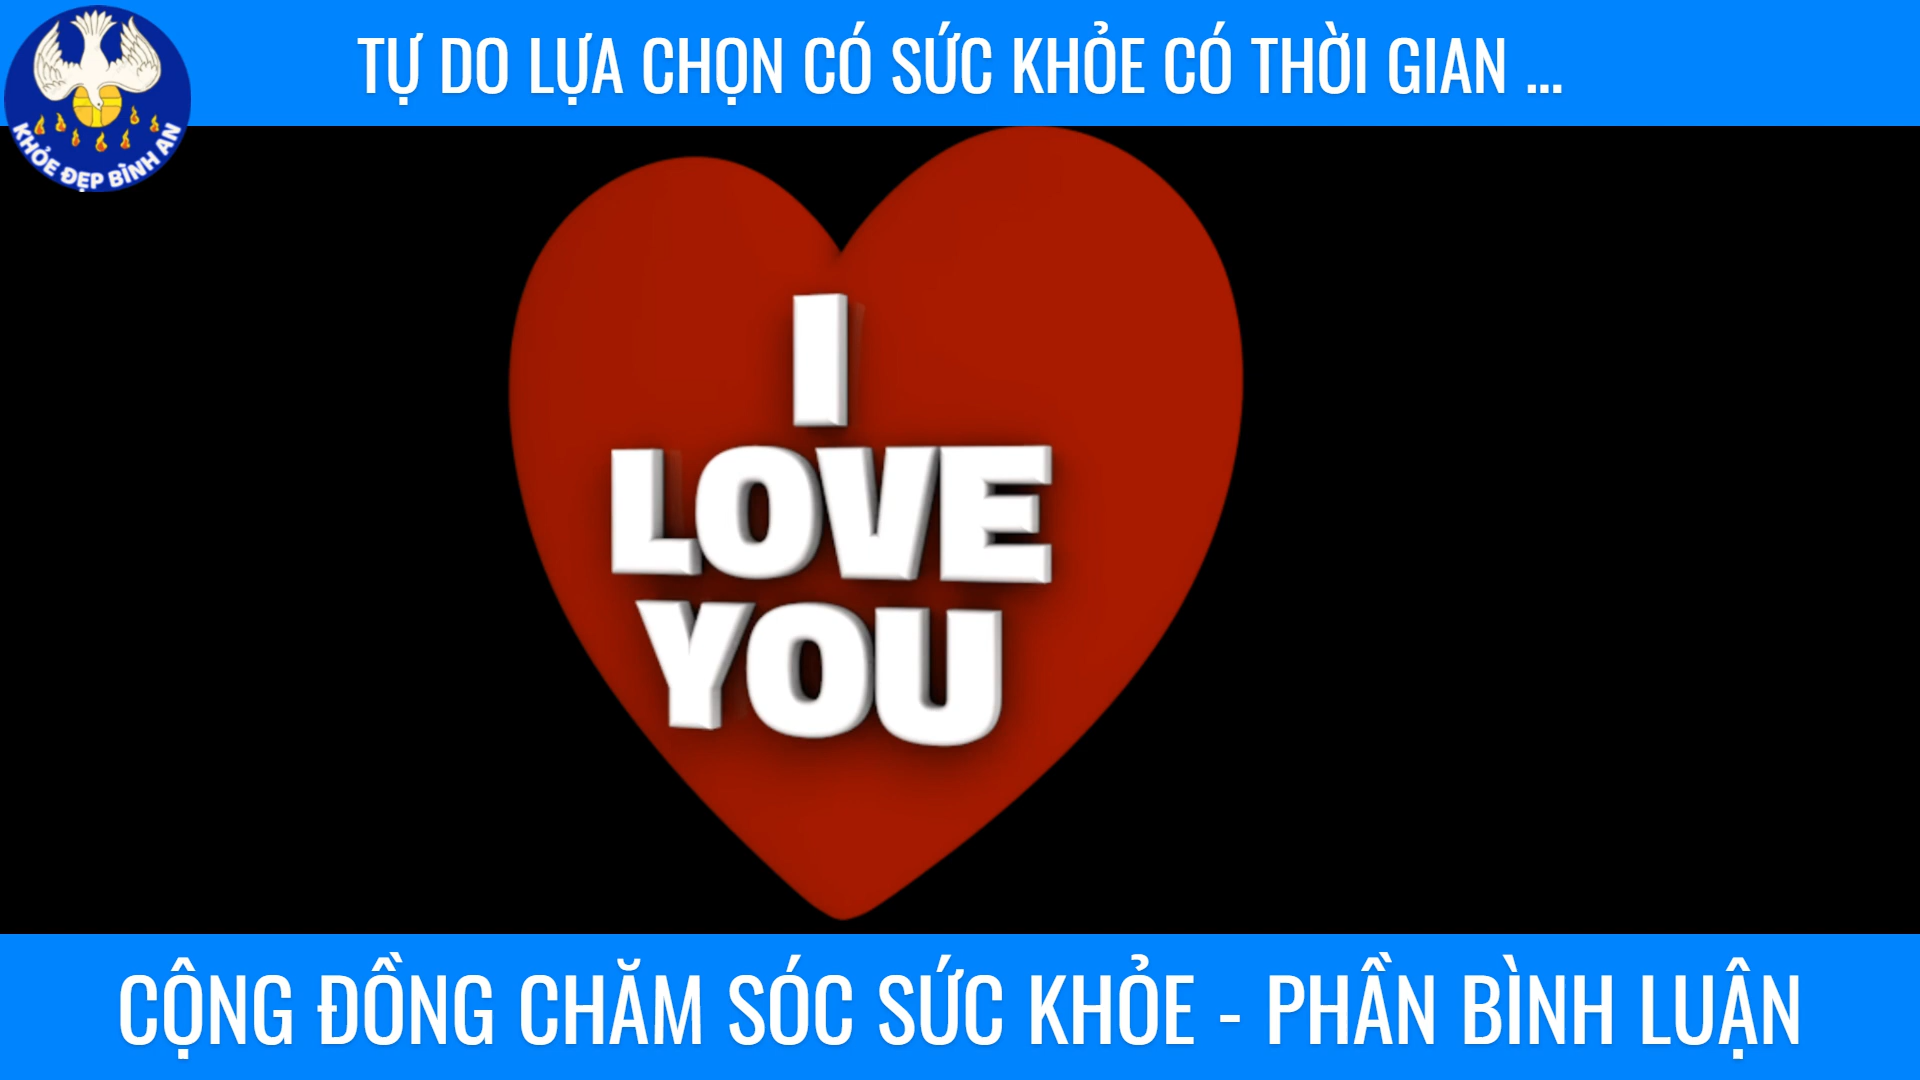 TỰ DO LỰA CHỌN CÓ SỨC KHỎE CÓ THỜI GIAN ...
KHỎE ĐẸP BÌNH AN
I
LOVE
YOU
CỘNG ĐỒNG CHĂM SÓC SỨC KHỎE - PHẦN BÌNH LUẬN